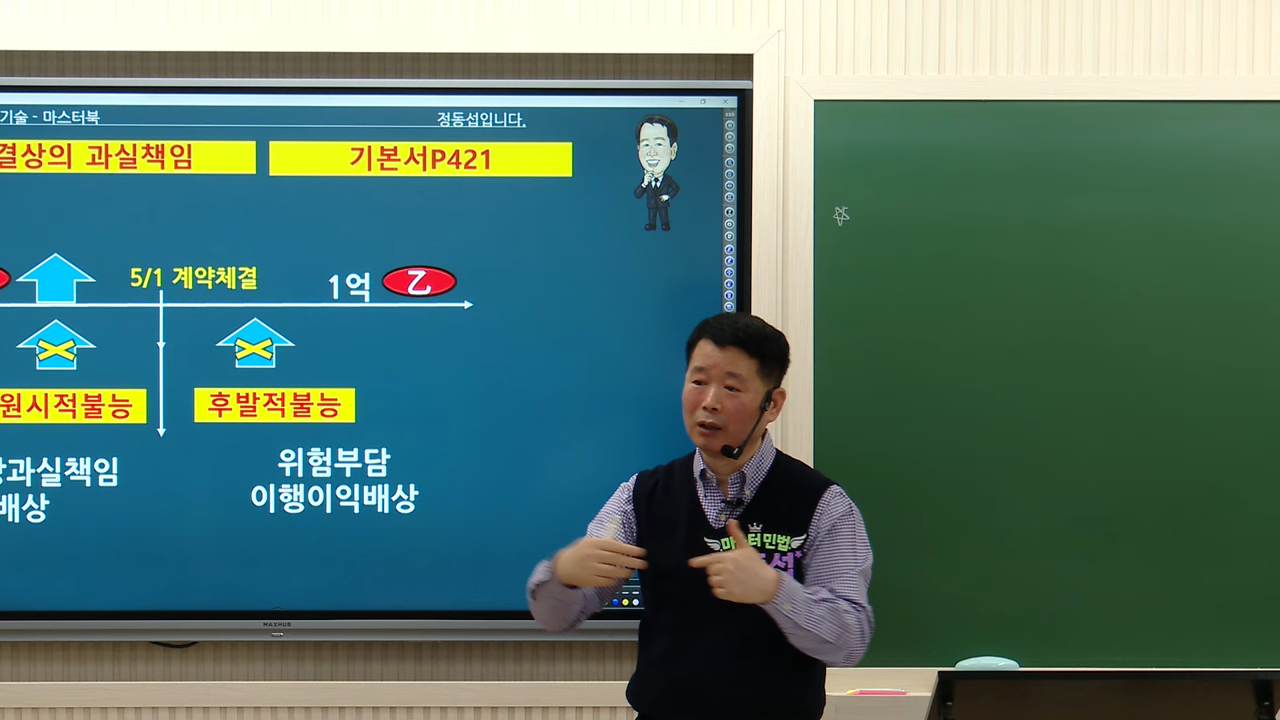 기술 - 마스터북
정동섭입니다.
결상의 과실책임
기본서P421
5/1 계약체결
1억
乙
원시적불능
후발적불능
과실책임
배상
위험부담
이행이익배상
터민법
MAXHUB